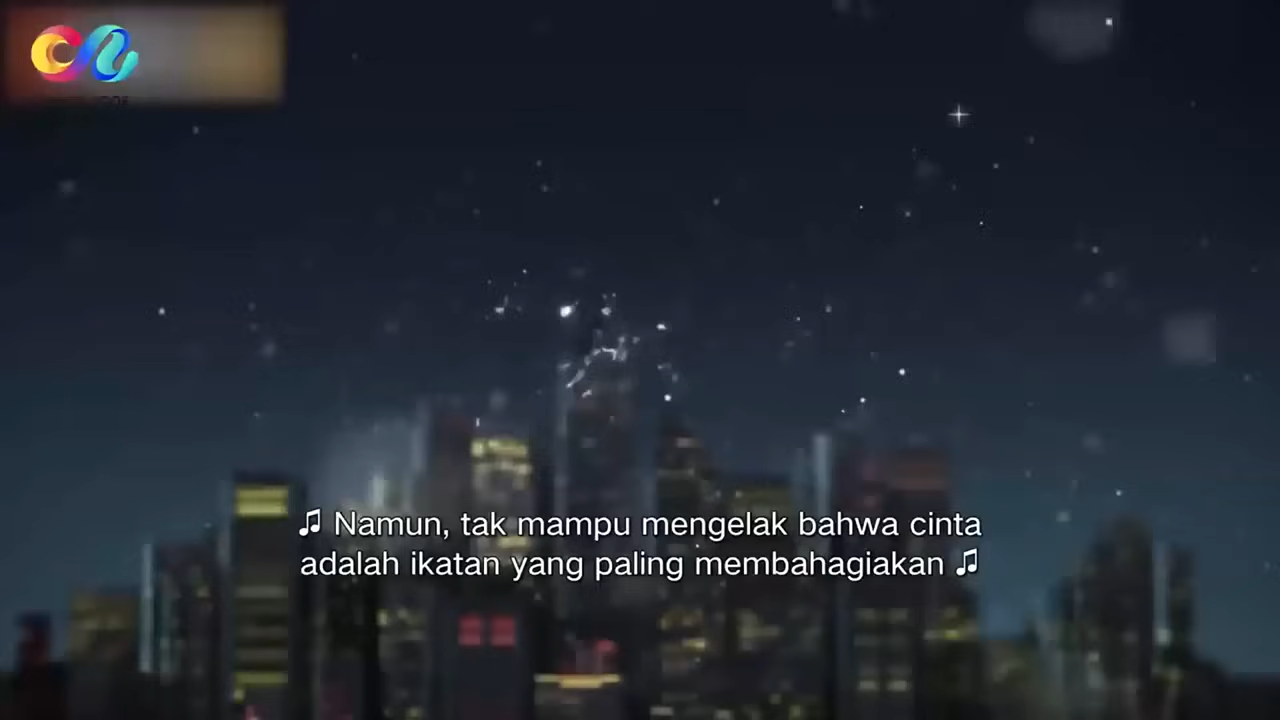 ♫ Namun, tak mampu mengelak bahwa cinta
adalah ikatan yang paling membahagiakan ♫